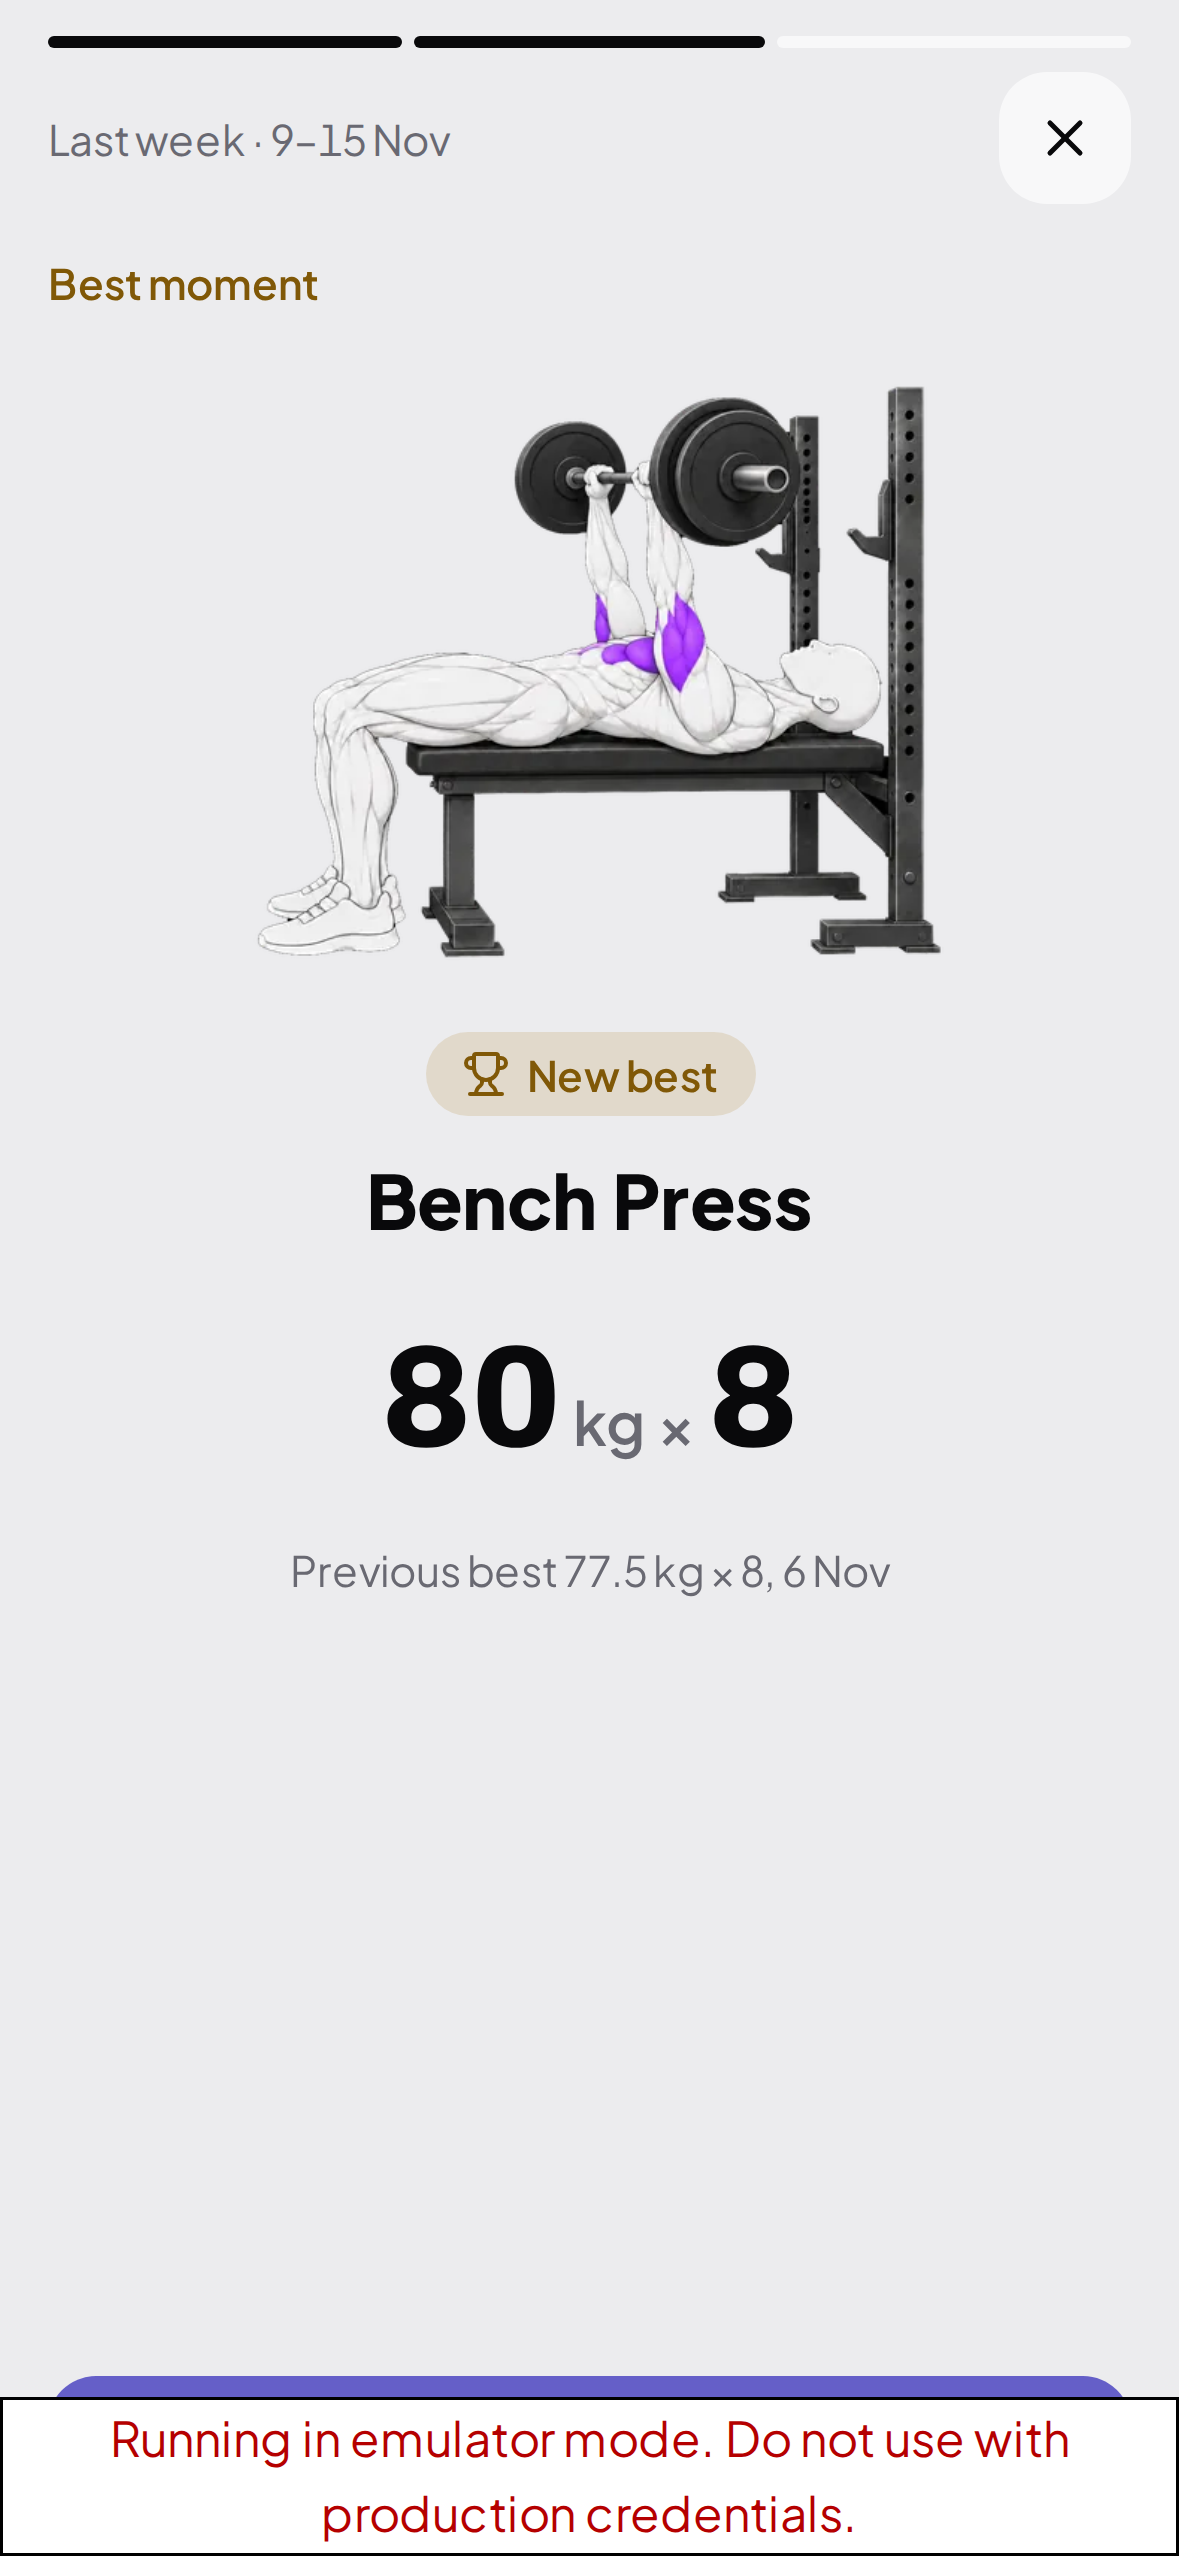 Last week · 9–15 Nov
Best moment
New best
Bench Press
80 kg × 8
Previous best 77.5 kg × 8, 6 Nov
Running in emulator mode. Do not use with
production credentials.